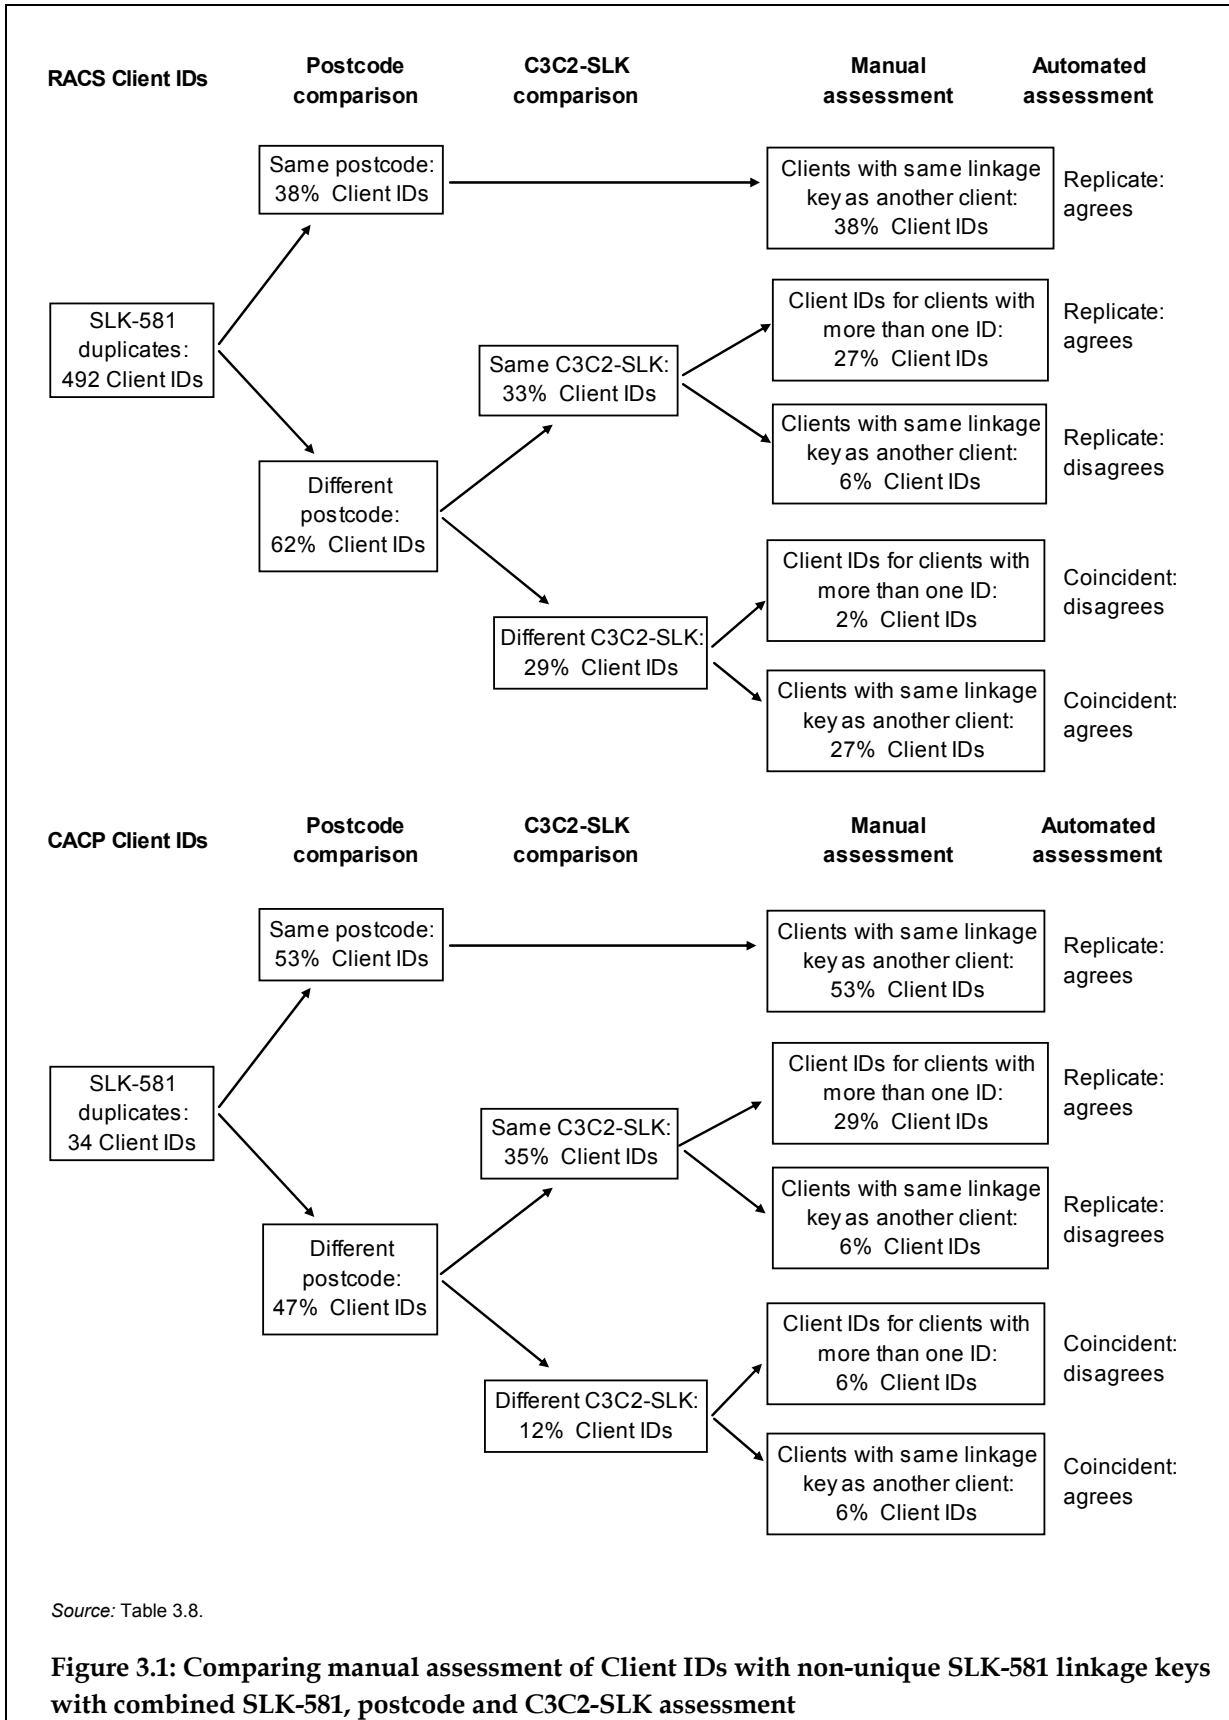 RACS Client IDs
Postcode
comparison
C3C2-SLK
comparison
Manual
assessment
Automated
assessment
Same postcode:
38% Client IDs
Clients with same linkage
key as another client:
38% Client IDs
Replicate:
agrees
SLK-581
duplicates:
492 Client IDs
Client IDs for clients with
more than one ID:
27% Client IDs
Replicate:
agrees
Same C3C2-SLK:
33% Client IDs
Clients with same linkage
key as another client:
6% Client IDs
Replicate:
disagrees
Different
postcode:
62% Client IDs
Client IDs for clients with
more than one ID:
2% Client IDs
Coincident:
disagrees
Different C3C2-SLK:
29% Client IDs
Clients with same linkage
key as another client:
27% Client IDs
Coincident:
agrees
CACP Client IDs
Postcode
comparison
C3C2-SLK
comparison
Manual
assessment
Automated
assessment
Same postcode:
53% Client IDs
Clients with same linkage
key as another client:
53% Client IDs
Replicate:
agrees
SLK-581
duplicates:
34 Client IDs
Client IDs for clients with
more than one ID:
29% Client IDs
Replicate:
agrees
Same C3C2-SLK:
35% Client IDs
Clients with same linkage
key as another client:
6% Client IDs
Replicate:
disagrees
Different
postcode:
47% Client IDs
Client IDs for clients with
more than one ID:
6% Client IDs
Coincident:
disagrees
Different C3C2-SLK:
12% Client IDs
Clients with same linkage
key as another client:
6% Client IDs
Coincident:
agrees
Source: Table 3.8.
Figure 3.1: Comparing manual assessment of Client IDs with non-unique SLK-581 linkage keys
with combined SLK-581, postcode and C3C2-SLK assessment